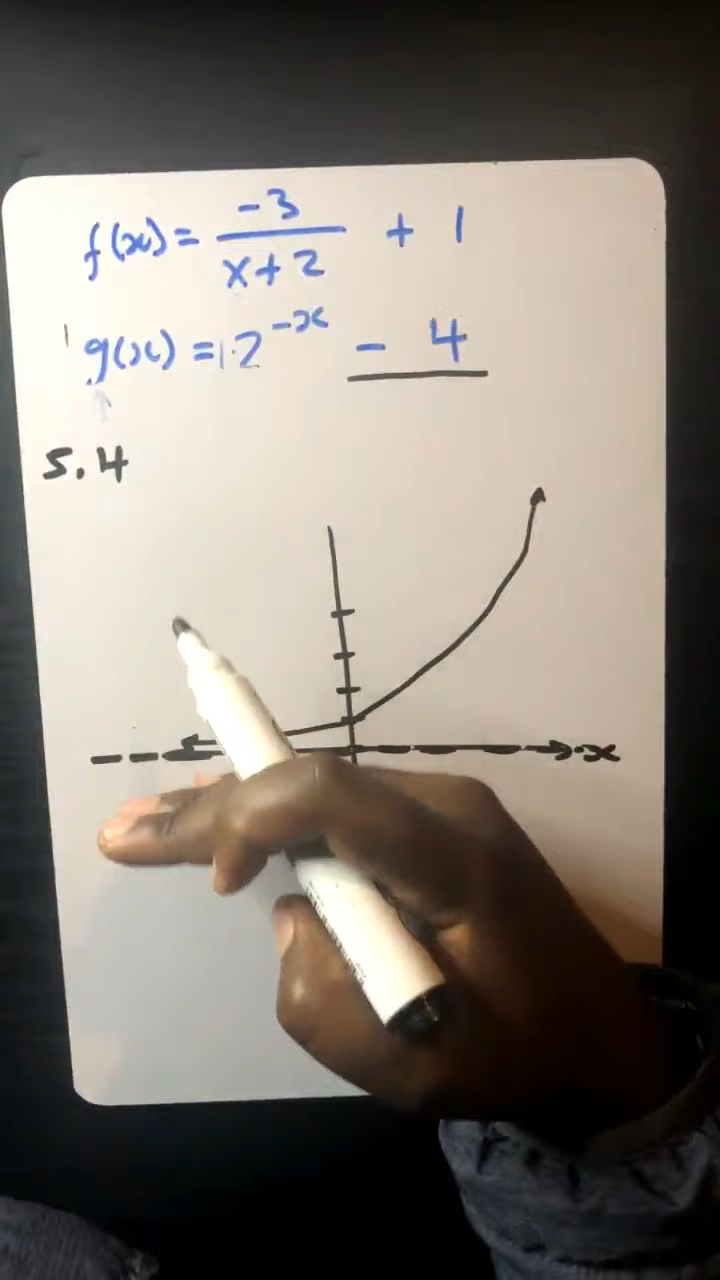 f(x) = -3/(x+2) + 1
g(x) = 1·2^-x - 4
5.4
x